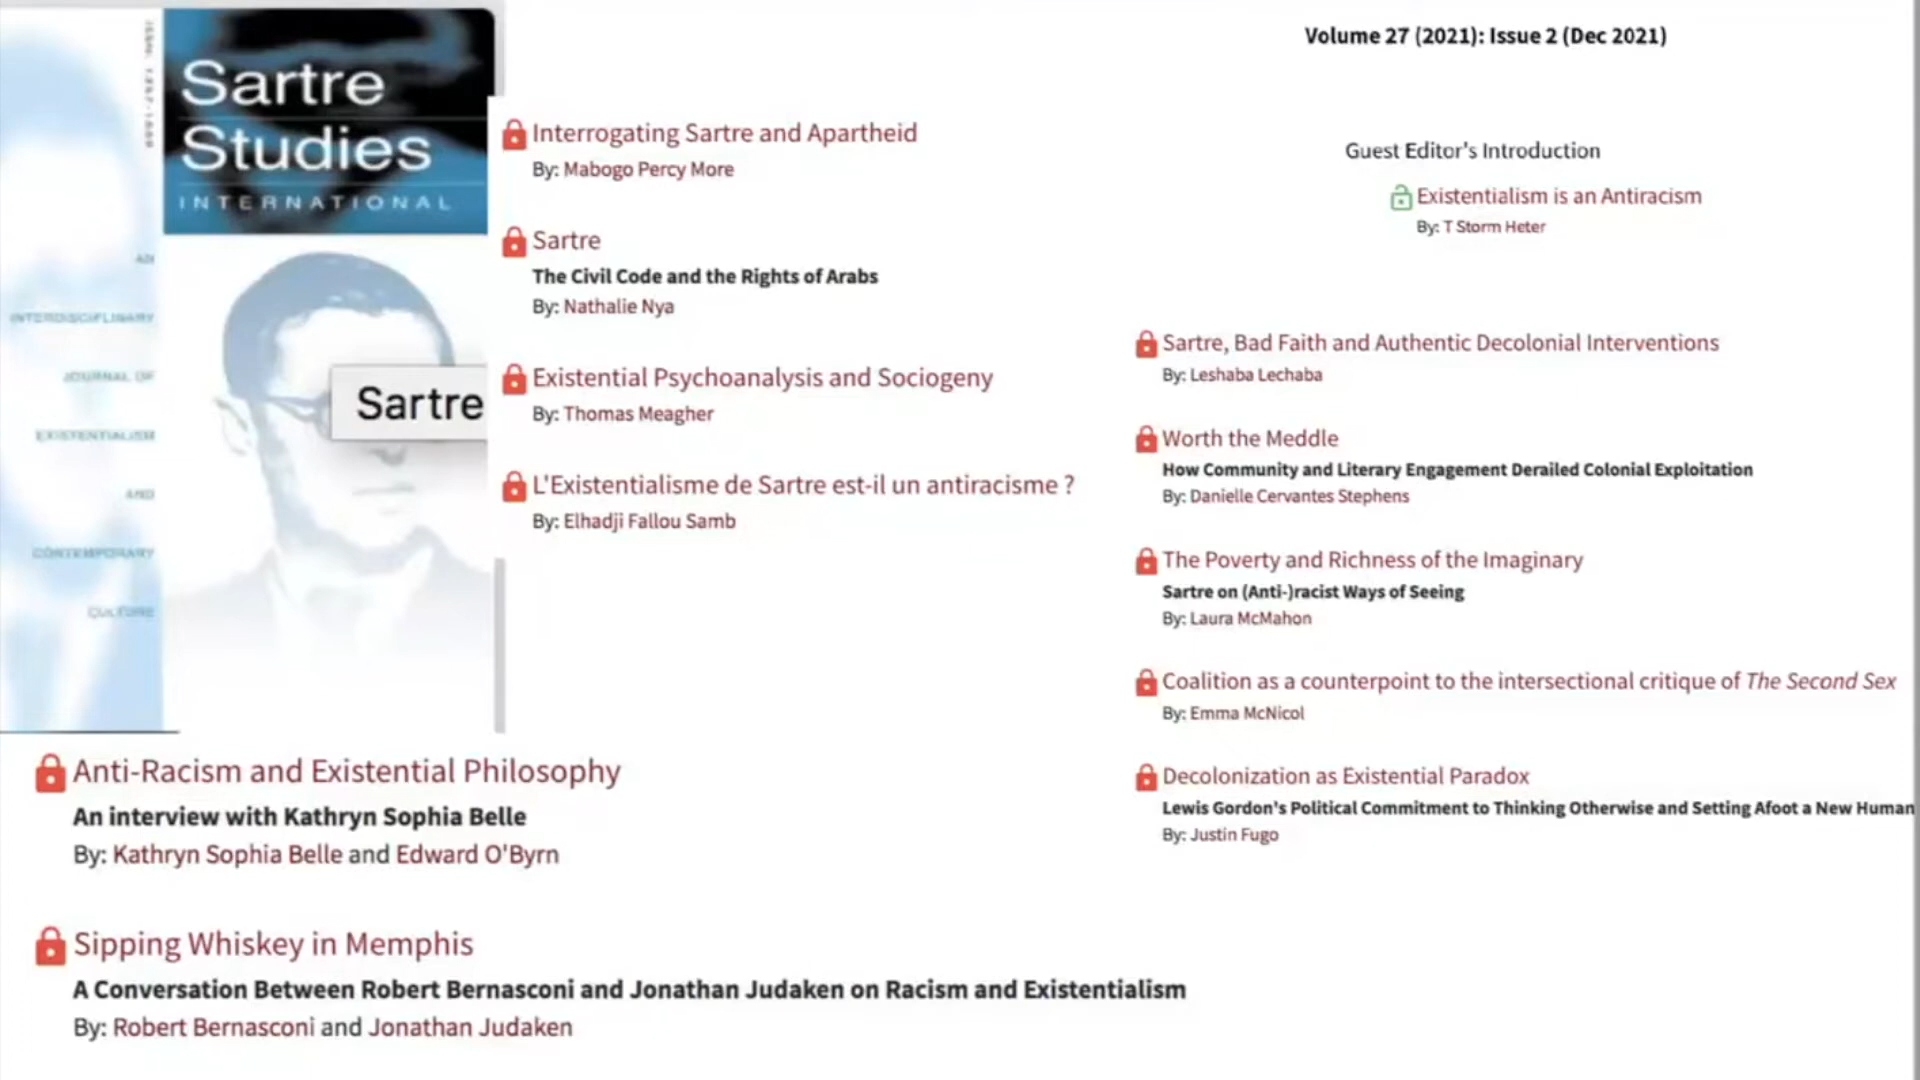 Sartre
Studies
INTERNATIONAL
AN
INTERDISCIPLINARY
JOURNAL OF
EXISTENTIALISM
AND
CONTEMPORARY
CULTURE
Sartre
Interrogating Sartre and Apartheid
By: Mabogo Percy More
Sartre
The Civil Code and the Rights of Arabs
By: Nathalie Nya
Existential Psychoanalysis and Sociogeny
By: Thomas Meagher
L'Existentialisme de Sartre est-il un antiracisme ?
By: Elhadji Fallou Samb
Anti-Racism and Existential Philosophy
An interview with Kathryn Sophia Belle
By: Kathryn Sophia Belle and Edward O'Byrn
Sipping Whiskey in Memphis
A Conversation Between Robert Bernasconi and Jonathan Judaken on Racism and Existentialism
By: Robert Bernasconi and Jonathan Judaken
Volume 27 (2021): Issue 2 (Dec 2021)
Guest Editor's Introduction
Existentialism is an Antiracism
By: T Storm Heter
Sartre, Bad Faith and Authentic Decolonial Interventions
By: Leshaba Lechaba
Worth the Meddle
How Community and Literary Engagement Derailed Colonial Exploitation
By: Danielle Cervantes Stephens
The Poverty and Richness of the Imaginary
Sartre on (Anti-)racist Ways of Seeing
By: Laura McMahon
Coalition as a counterpoint to the intersectional critique of The Second Sex
By: Emma McNicol
Decolonization as Existential Paradox
Lewis Gordon's Political Commitment to Thinking Otherwise and Setting Afoot a New Human
By: Justin Fugo